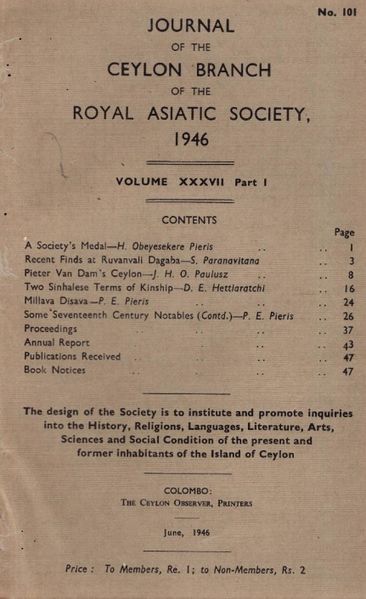 No. 101
JOURNAL
OF THE
CEYLON BRANCH
OF THE
ROYAL ASIATIC SOCIETY,
1946
VOLUME XXXVII Part I
CONTENTS
Page
A Society's Medal—H. Obeyesekere Pieris .. .. 1
Recent Finds at Ruvanvali Dagaba—S. Paranavitana .. 3
Pieter Van Dam's Ceylon—J. H. O. Paulusz .. .. 8
Two Sinhalese Terms of Kinship—D. E. Hettiaratchi .. 16
Millava Disava—P. E. Pieris .. .. 24
Some Seventeenth Century Notables (Contd.)—P. E. Pieris .. 26
Proceedings .. .. .. 37
Annual Report .. .. .. 43
Publications Received .. .. .. 47
Book Notices .. .. .. 47
The design of the Society is to institute and promote inquiries
into the History, Religions, Languages, Literature, Arts,
Sciences and Social Condition of the present and
former inhabitants of the Island of Ceylon
COLOMBO:
THE CEYLON OBSERVER, PRINTERS
June, 1946
Price : To Members, Re. 1; to Non-Members, Rs. 2